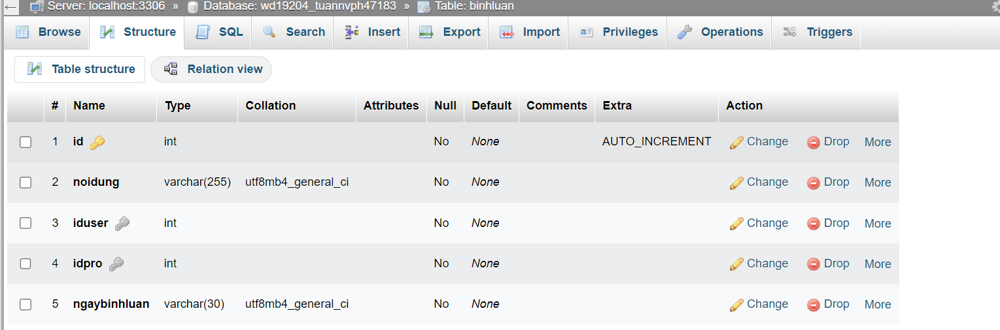 ← Server: localhost:3306 » Database: wd19204_tuannvph47183 » Table: binhluan
Browse Structure SQL Search Insert Export Import Privileges Operations Triggers
Table structure Relation view
# Name Type Collation Attributes Null Default Comments Extra Action
1 id int No None AUTO_INCREMENT Change Drop More
2 noidung varchar(255) utf8mb4_general_ci No None Change Drop More
3 iduser int No None Change Drop More
4 idpro int No None Change Drop More
5 ngaybinhluan varchar(30) utf8mb4_general_ci No None Change Drop More